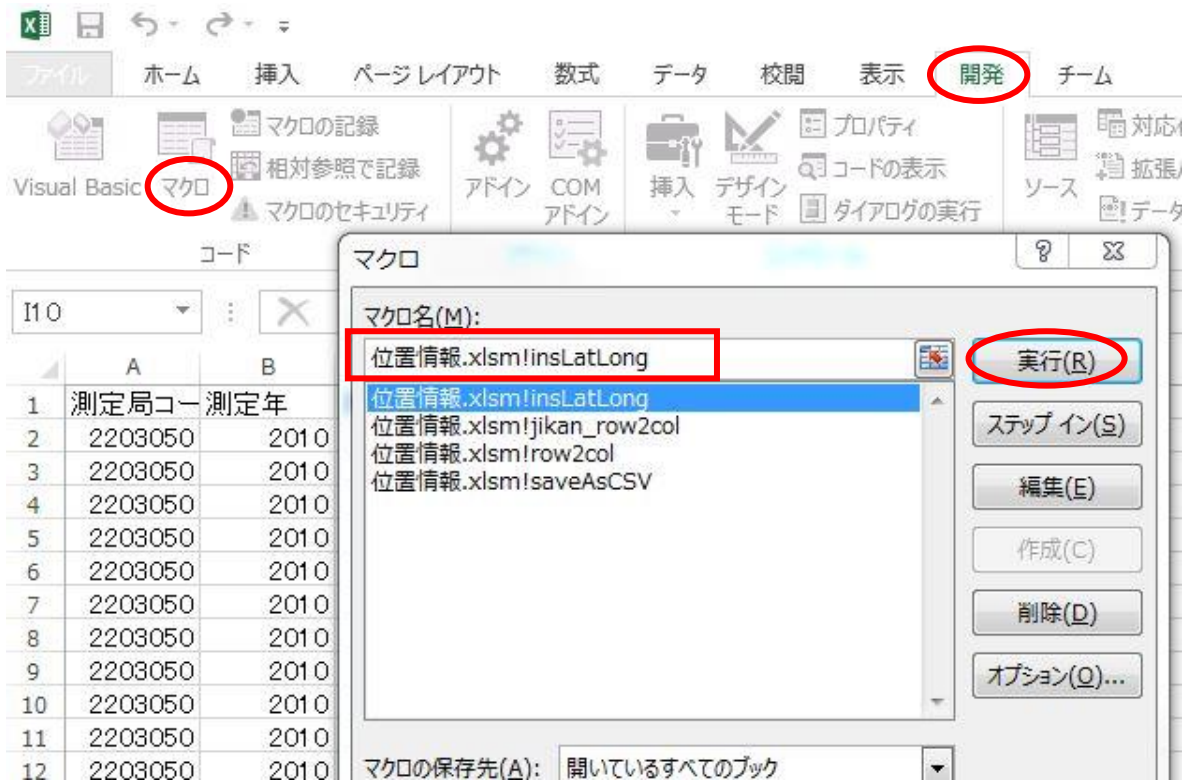 ファイル ホーム 挿入 ページ レイアウト 数式 データ 校閲 表示 開発 チーム
マクロの記録 プロパティ
相対参照で記録 コードの表示
Visual Basic マクロ アドイン COM 挿入 デザイン ソース
マクロのセキュリティ アドイン モード ダイアログの実行 データ
コード
マクロ
I10
マクロ名(M):
位置情報.xlsm!insLatLong 実行(R)
A B
1 測定局コー 測定年 位置情報.xlsm!insLatLong
2 2203050 2010 位置情報.xlsm!jikan_row2col ステップ イン(S)
3 2203050 2010 位置情報.xlsm!row2col
4 2203050 2010 位置情報.xlsm!saveAsCSV 編集(E)
5 2203050 2010
6 2203050 2010 作成(C)
7 2203050 2010 削除(D)
8 2203050 2010
9 2203050 2010 オプション(O)...
10 2203050 2010
11 2203050 2010
12 2203050 2010 マクロの保存先(A): 開いているすべてのブック